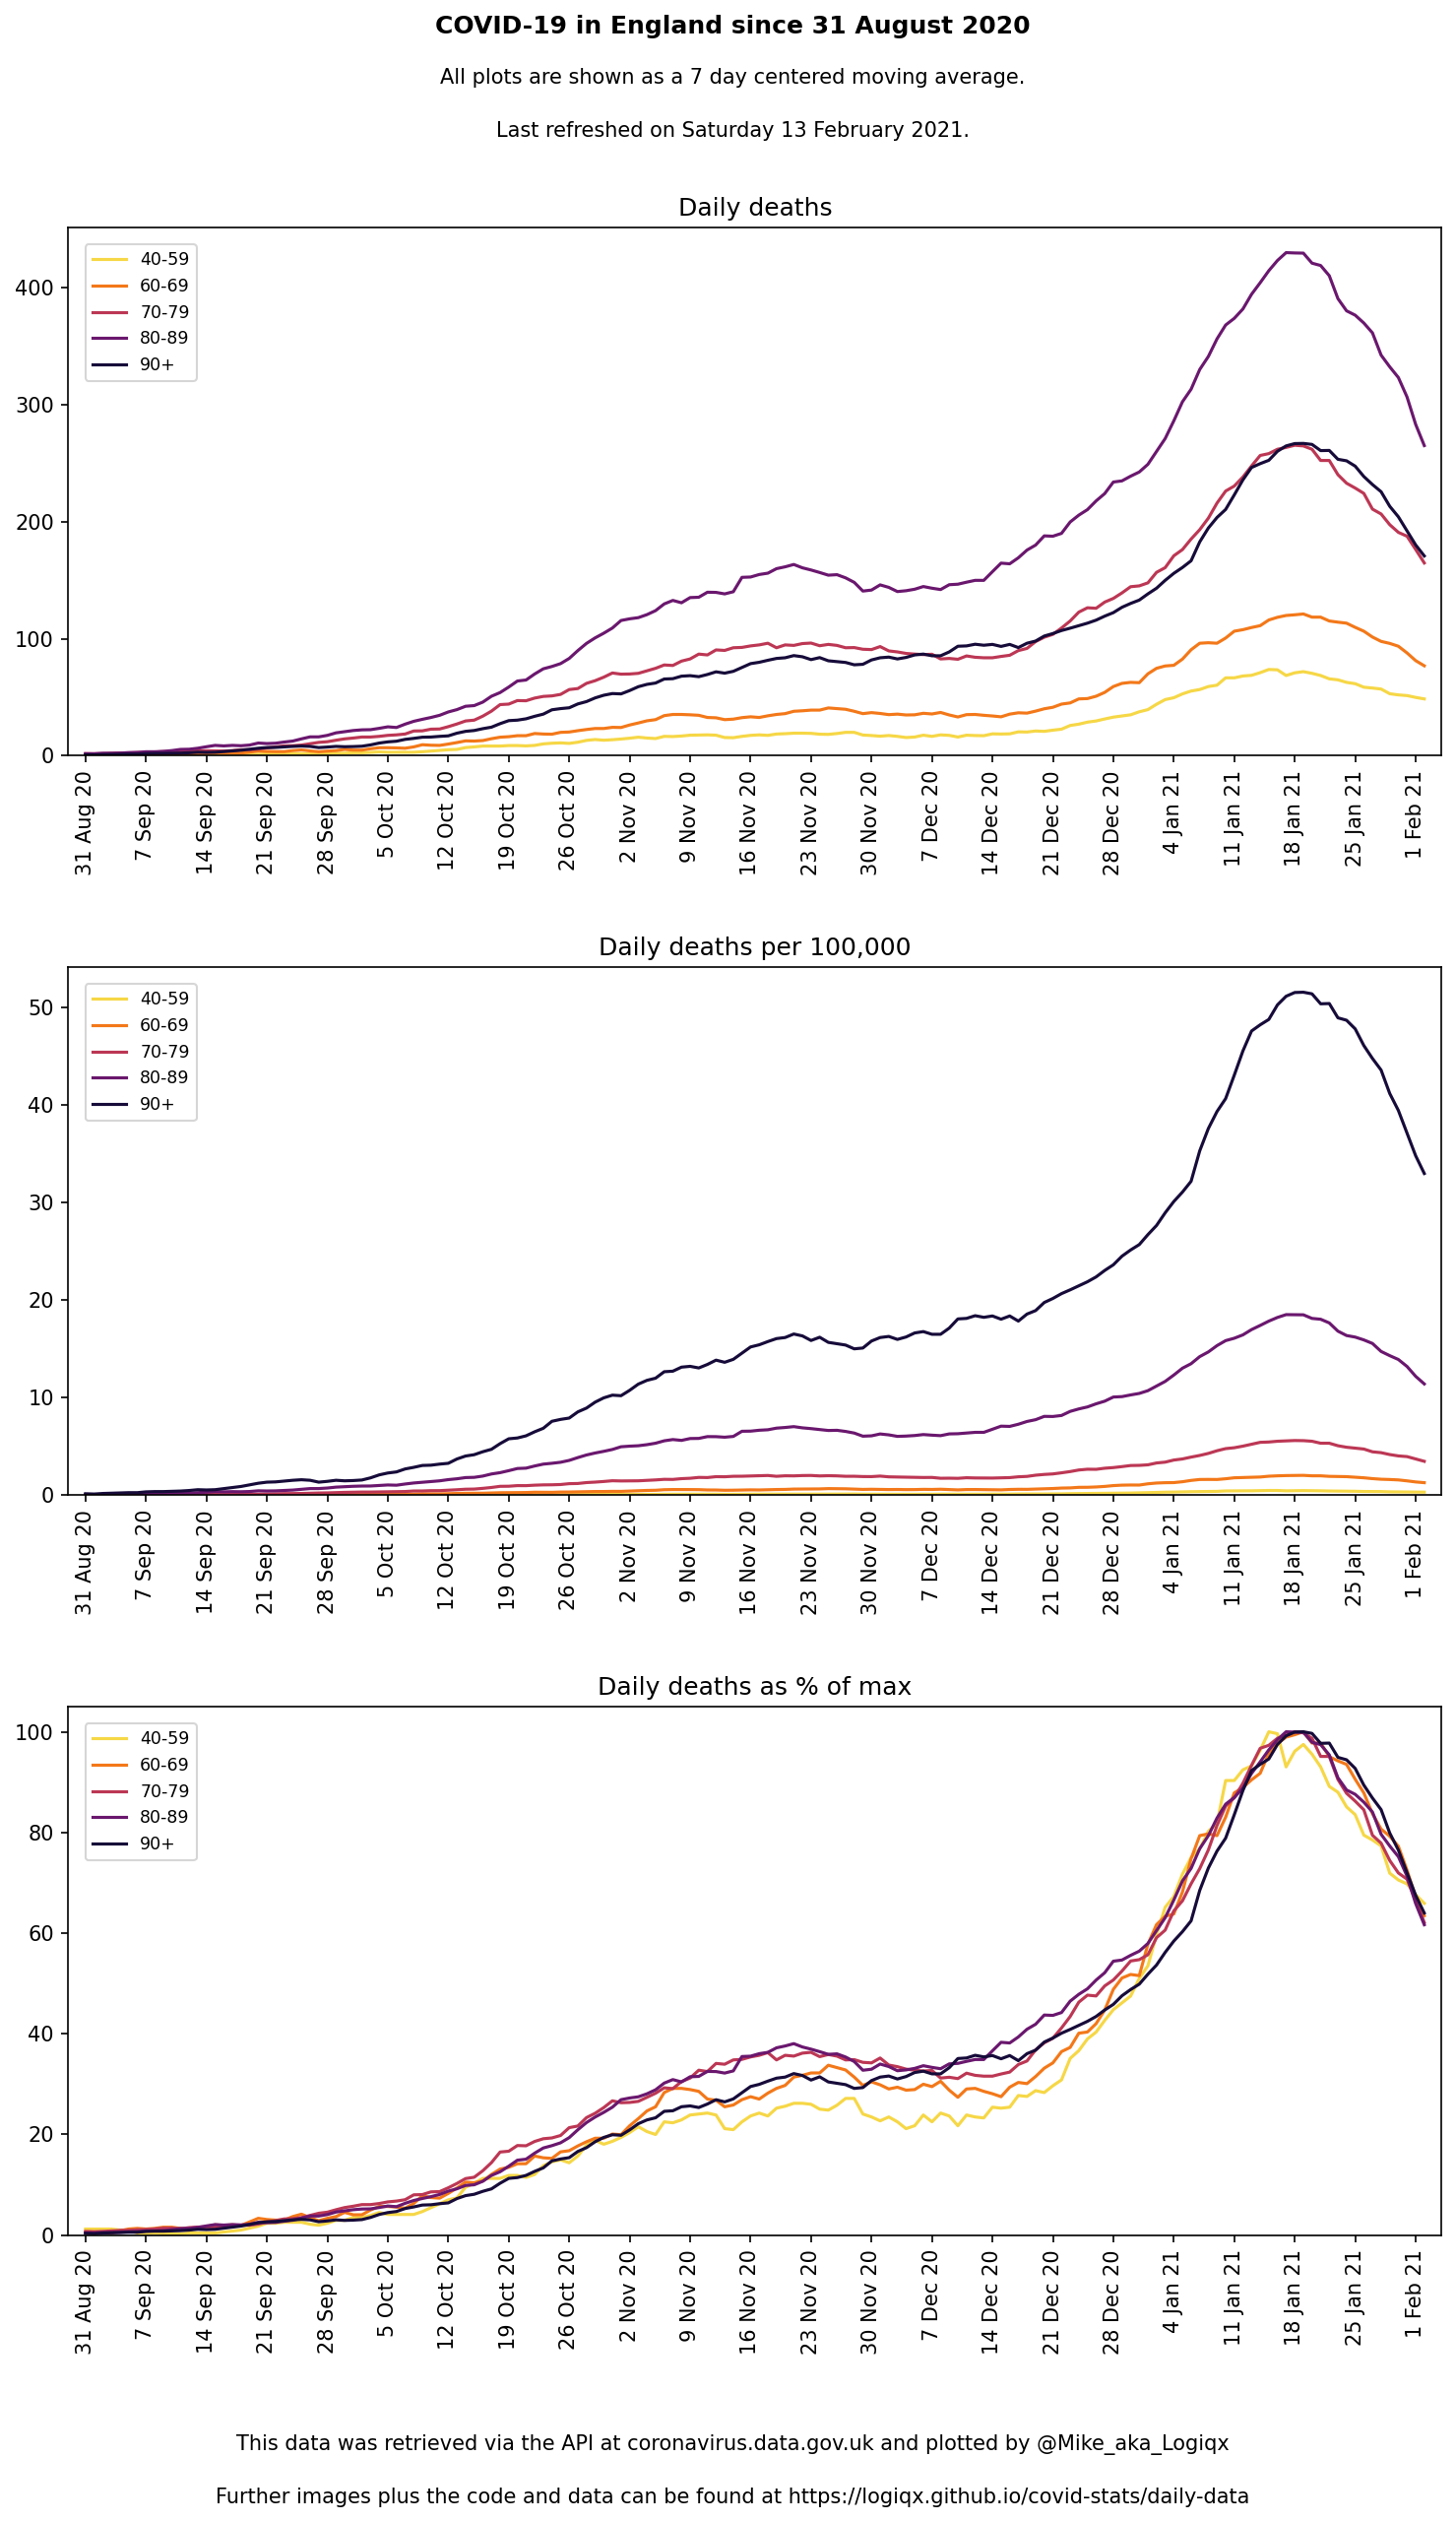 COVID-19 in England since 31 August 2020
All plots are shown as a 7 day centered moving average.
Last refreshed on Saturday 13 February 2021.
Daily deaths
40-59
60-69
70-79
80-89
90+
400
300
200
100
0
31 Aug 20
7 Sep 20
14 Sep 20
21 Sep 20
28 Sep 20
5 Oct 20
12 Oct 20
19 Oct 20
26 Oct 20
2 Nov 20
9 Nov 20
16 Nov 20
23 Nov 20
30 Nov 20
7 Dec 20
14 Dec 20
21 Dec 20
28 Dec 20
4 Jan 21
11 Jan 21
18 Jan 21
25 Jan 21
1 Feb 21
Daily deaths per 100,000
40-59
60-69
70-79
80-89
90+
50
40
30
20
10
0
31 Aug 20
7 Sep 20
14 Sep 20
21 Sep 20
28 Sep 20
5 Oct 20
12 Oct 20
19 Oct 20
26 Oct 20
2 Nov 20
9 Nov 20
16 Nov 20
23 Nov 20
30 Nov 20
7 Dec 20
14 Dec 20
21 Dec 20
28 Dec 20
4 Jan 21
11 Jan 21
18 Jan 21
25 Jan 21
1 Feb 21
Daily deaths as % of max
40-59
60-69
70-79
80-89
90+
100
80
60
40
20
0
31 Aug 20
7 Sep 20
14 Sep 20
21 Sep 20
28 Sep 20
5 Oct 20
12 Oct 20
19 Oct 20
26 Oct 20
2 Nov 20
9 Nov 20
16 Nov 20
23 Nov 20
30 Nov 20
7 Dec 20
14 Dec 20
21 Dec 20
28 Dec 20
4 Jan 21
11 Jan 21
18 Jan 21
25 Jan 21
1 Feb 21
This data was retrieved via the API at coronavirus.data.gov.uk and plotted by @Mike_aka_Logiqx
Further images plus the code and data can be found at https://logiqx.github.io/covid-stats/daily-data